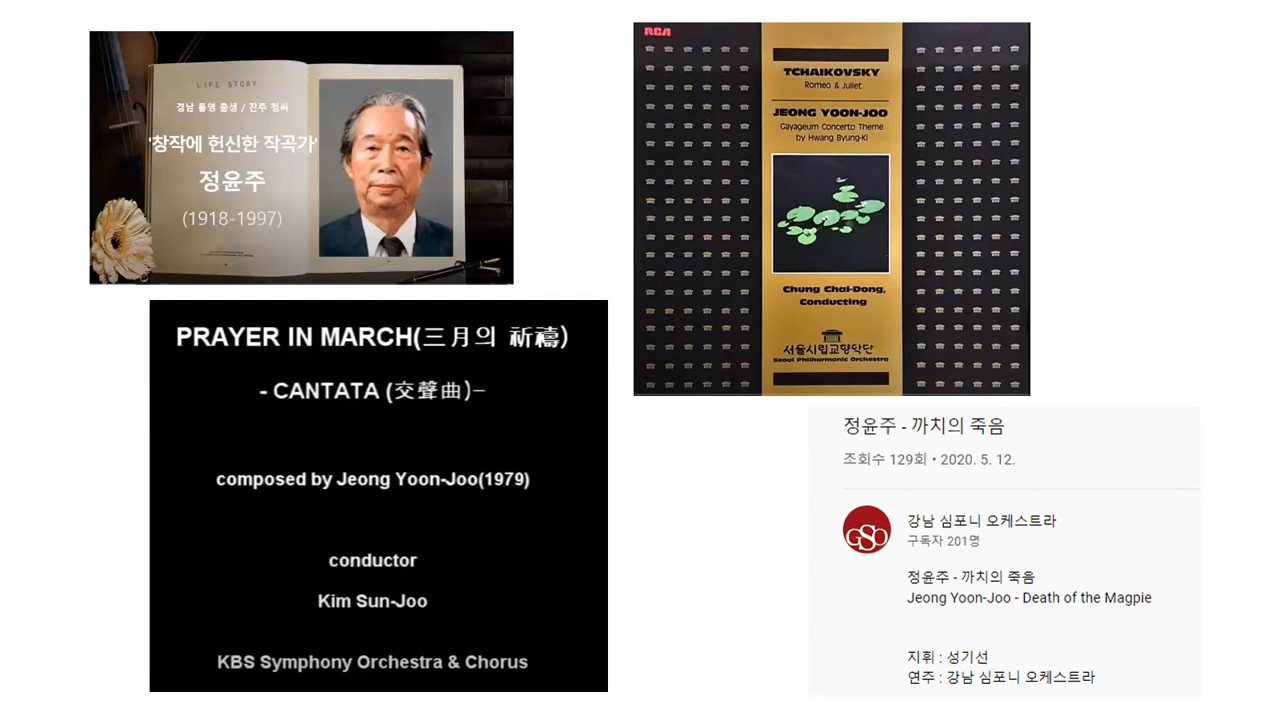 LIFE STORY
경남 통영 출생 / 진주 정씨
'창작에 헌신한 작곡가'
정윤주
(1918-1997)
RCA
TCHAIKOVSKY
Romeo & Juliet
JEONG YOON-JOO
Gayageum Concerto Theme
by Hwang Byung-Ki
Chung Chai-Dong,
Conducting
서울시립교향악단
Seoul Philharmonic Orchestra
PRAYER IN MARCH(三月의 祈禱)
- CANTATA (交聲曲)-
composed by Jeong Yoon-Joo(1979)
conductor
Kim Sun-Joo
KBS Symphony Orchestra & Chorus
정윤주 - 까치의 죽음
조회수 129회 • 2020. 5. 12.
GSO
강남 심포니 오케스트라
구독자 201명
정윤주 - 까치의 죽음
Jeong Yoon-Joo - Death of the Magpie
지휘 : 성기선
연주 : 강남 심포니 오케스트라